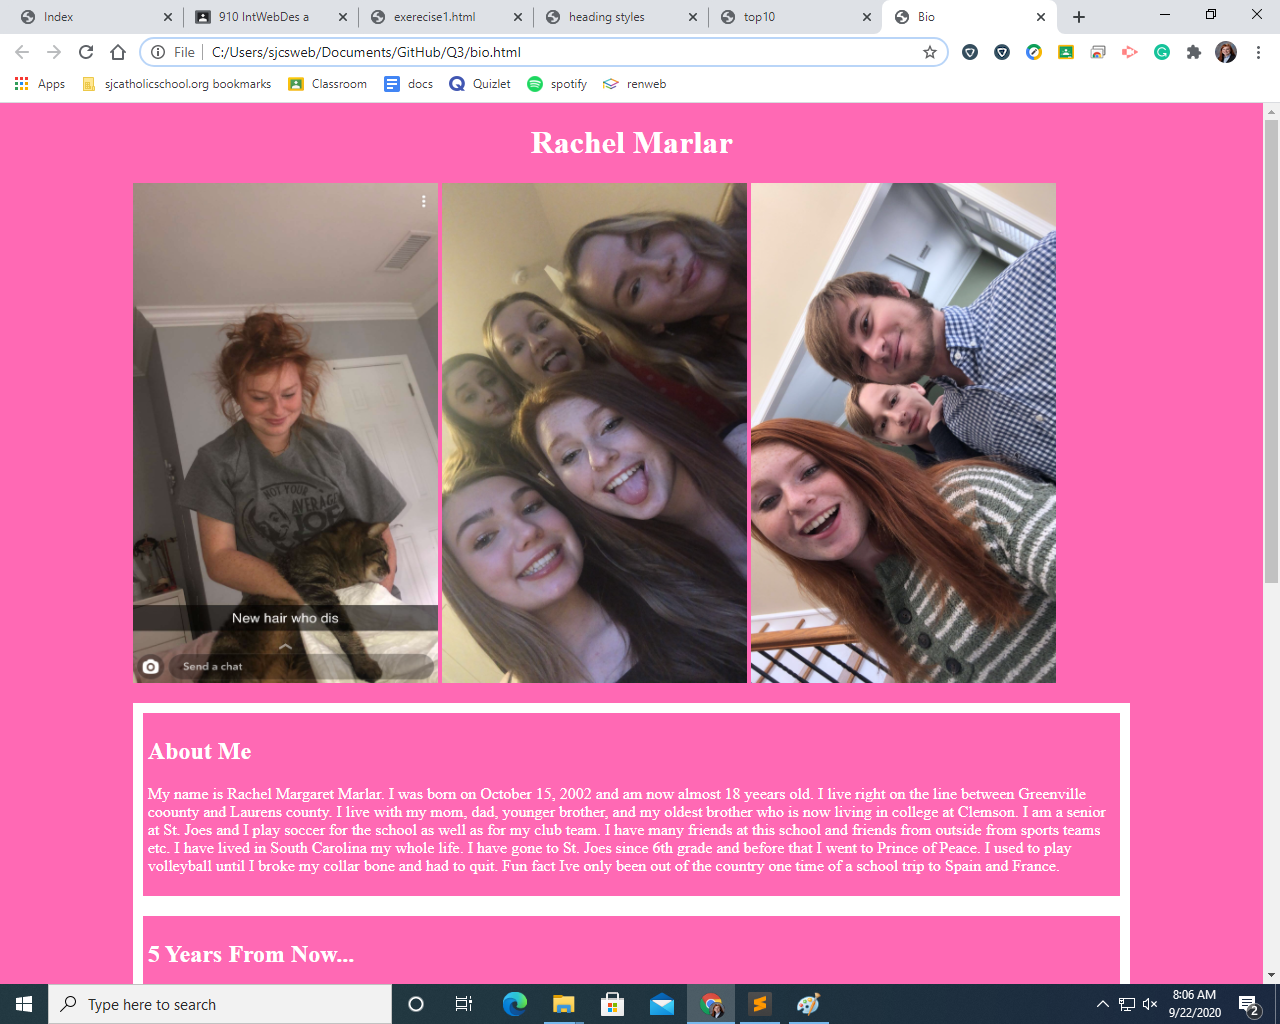 Index
910 IntWebDes a
exerecise1.html
heading styles
top10
Bio
File
C:/Users/sjcsweb/Documents/GitHub/Q3/bio.html
Apps
sjcatholicschool.org bookmarks
Classroom
docs
Quizlet
spotify
renweb
Rachel Marlar
NOT YOUR
AVERAGE
JOE
New hair who dis
Send a chat
About Me
My name is Rachel Margaret Marlar. I was born on October 15, 2002 and am now almost 18 yeears old. I live right on the line between Greenville
coounty and Laurens county. I live with my mom, dad, younger brother, and my oldest brother who is now living in college at Clemson. I am a senior
at St. Joes and I play soccer for the school as well as for my club team. I have many friends at this school and friends from outside from sports teams
etc. I have lived in South Carolina my whole life. I have gone to St. Joes since 6th grade and before that I went to Prince of Peace. I used to play
volleyball until I broke my collar bone and had to quit. Fun fact Ive only been out of the country one time of a school trip to Spain and France.
5 Years From Now...
Type here to search
8:06 AM
9/22/2020
2